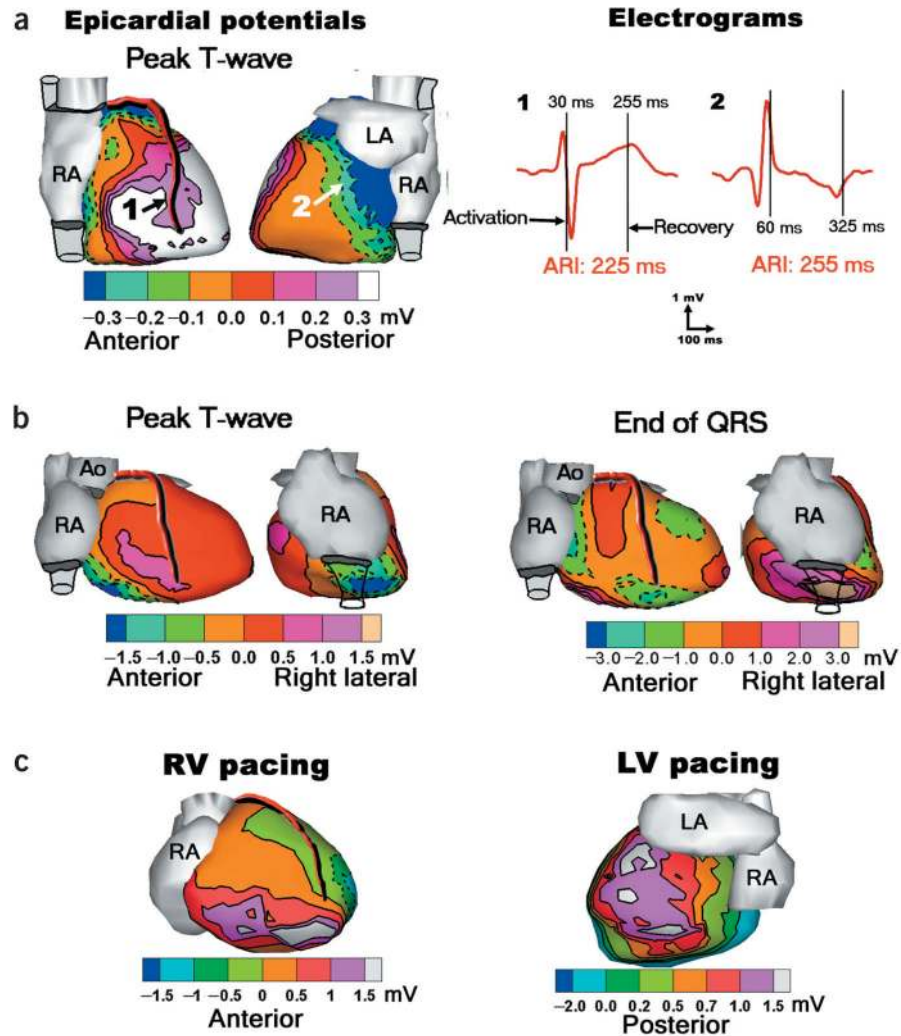 a
Epicardial potentials
Electrograms
Peak T-wave
RA
LA
RA
1
2
1
30 ms
255 ms
Activation
Recovery
ARI: 225 ms
2
60 ms
325 ms
ARI: 255 ms
1 mV
100 ms
−0.3 −0.2 −0.1 0.0 0.1 0.2 0.3 mV
Anterior
Posterior
b
Peak T-wave
End of QRS
Ao
RA
RA
Ao
RA
RA
−1.5 −1.0 −0.5 0.0 0.5 1.0 1.5 mV
Anterior
Right lateral
−3.0 −2.0 −1.0 0.0 1.0 2.0 3.0 mV
Anterior
Right lateral
c
RV pacing
LV pacing
RA
LA
RA
−1.5 −1 −0.5 0 0.5 1 1.5 mV
Anterior
−2.0 0.0 0.2 0.5 0.7 1.0 1.5 mV
Posterior